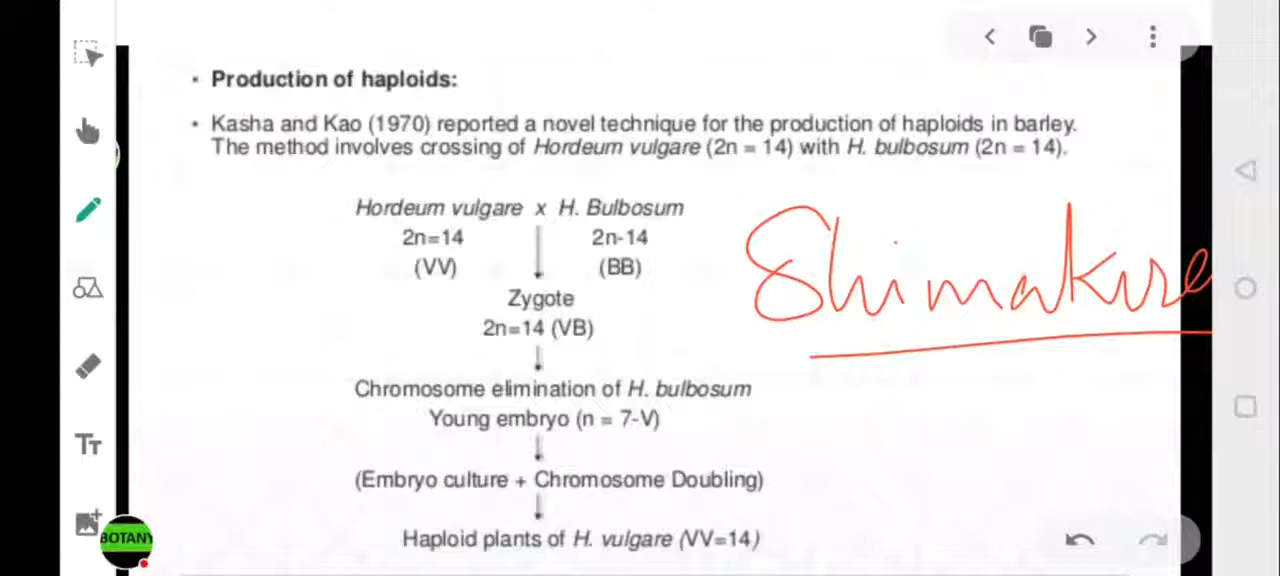 • Production of haploids:
• Kasha and Kao (1970) reported a novel technique for the production of haploids in barley.
The method involves crossing of Hordeum vulgare (2n = 14) with H. bulbosum (2n = 14).
Hordeum vulgare x H. Bulbosum
2n=14 2n-14
(VV) (BB)
Shimakure
Zygote
2n=14 (VB)
Chromosome elimination of H. bulbosum
Young embryo (n = 7-V)
(Embryo culture + Chromosome Doubling)
Haploid plants of H. vulgare (VV=14)
TT
BOTANY